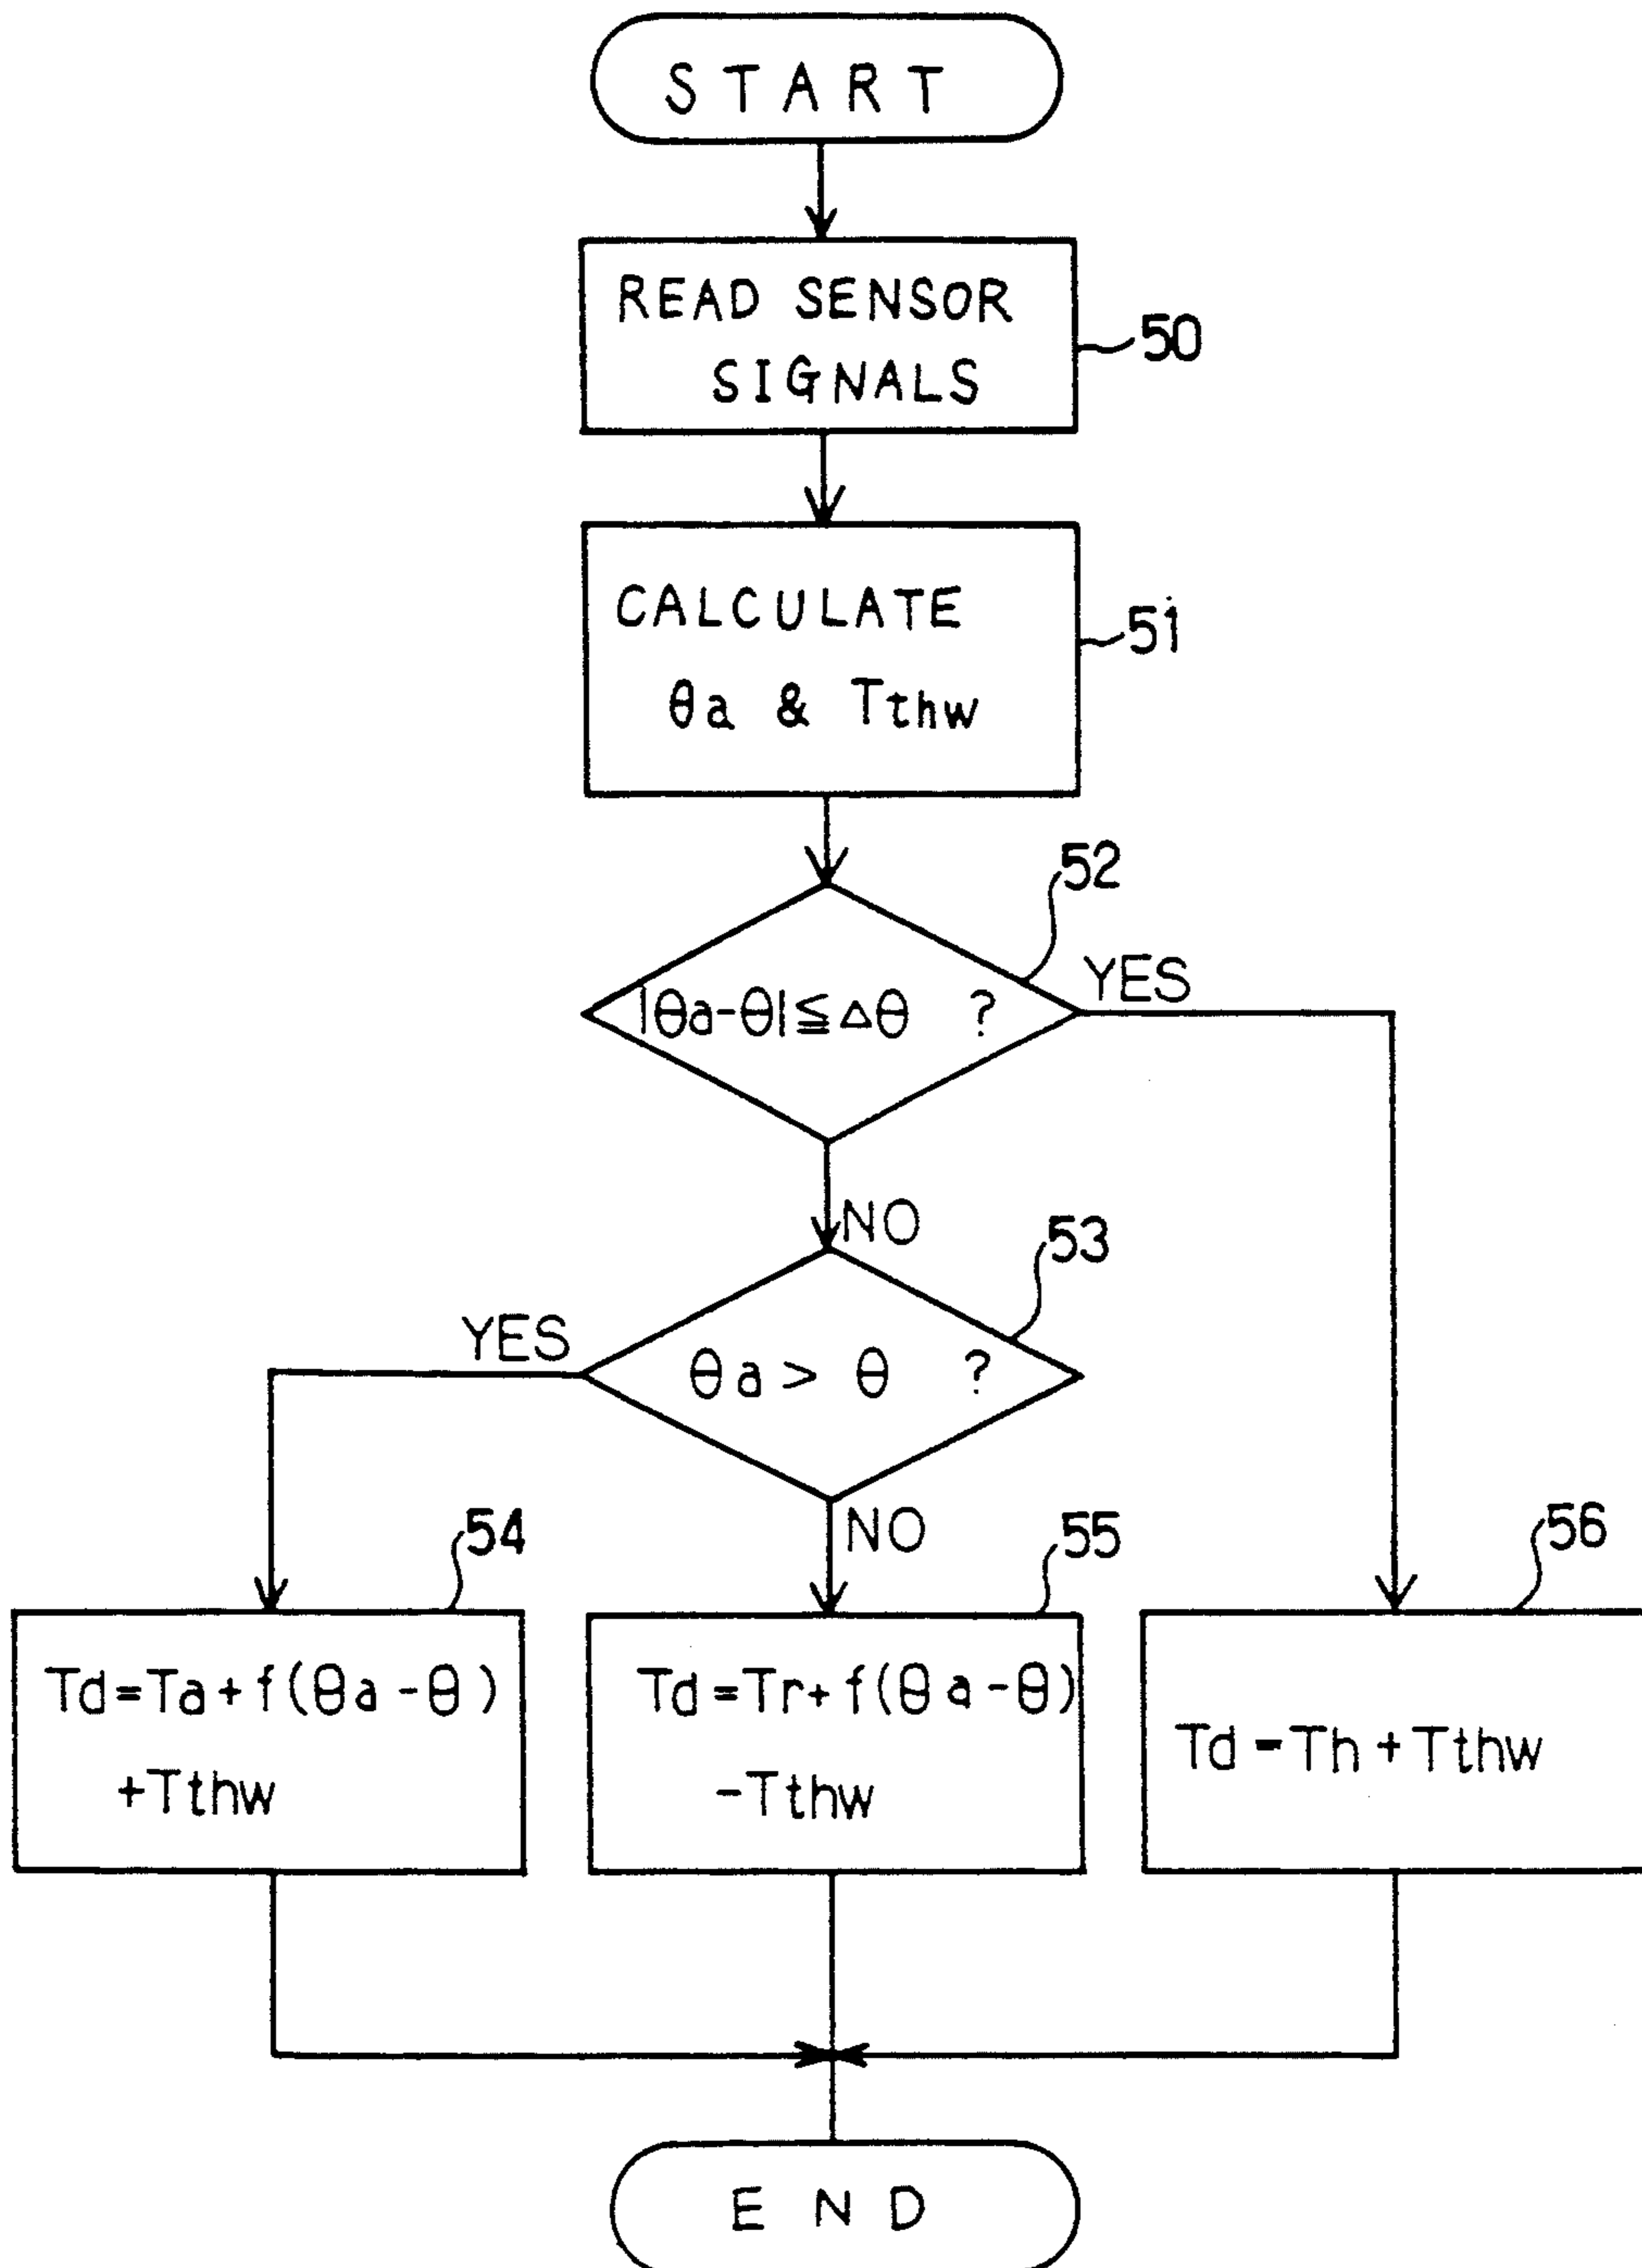 START
READ SENSOR
SIGNALS
50
CALCULATE
θa & Tthw
51
52
|θa-θ|≦Δθ ?
YES
NO
53
YES
θa > θ ?
NO
54
55
56
Td=Ta+f(θa-θ)
+Tthw
Td=Tr+f(θa-θ)
-Tthw
Td=Th+Tthw
END